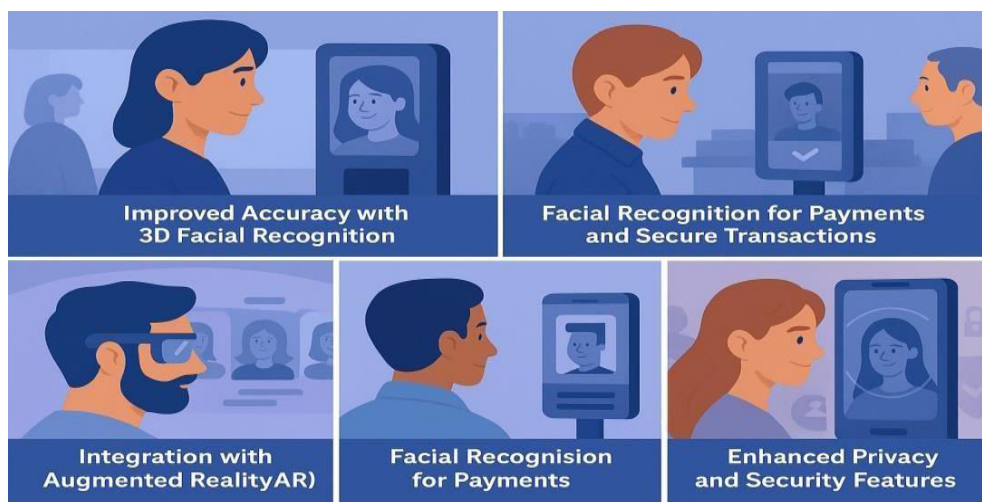 Improved Accuracy with
3D Facial Recognition
Facial Recognition for Payments
and Secure Transactions
Integration with
Augmented RealityAR)
Facial Recognision
for Payments
Enhanced Privacy
and Security Features